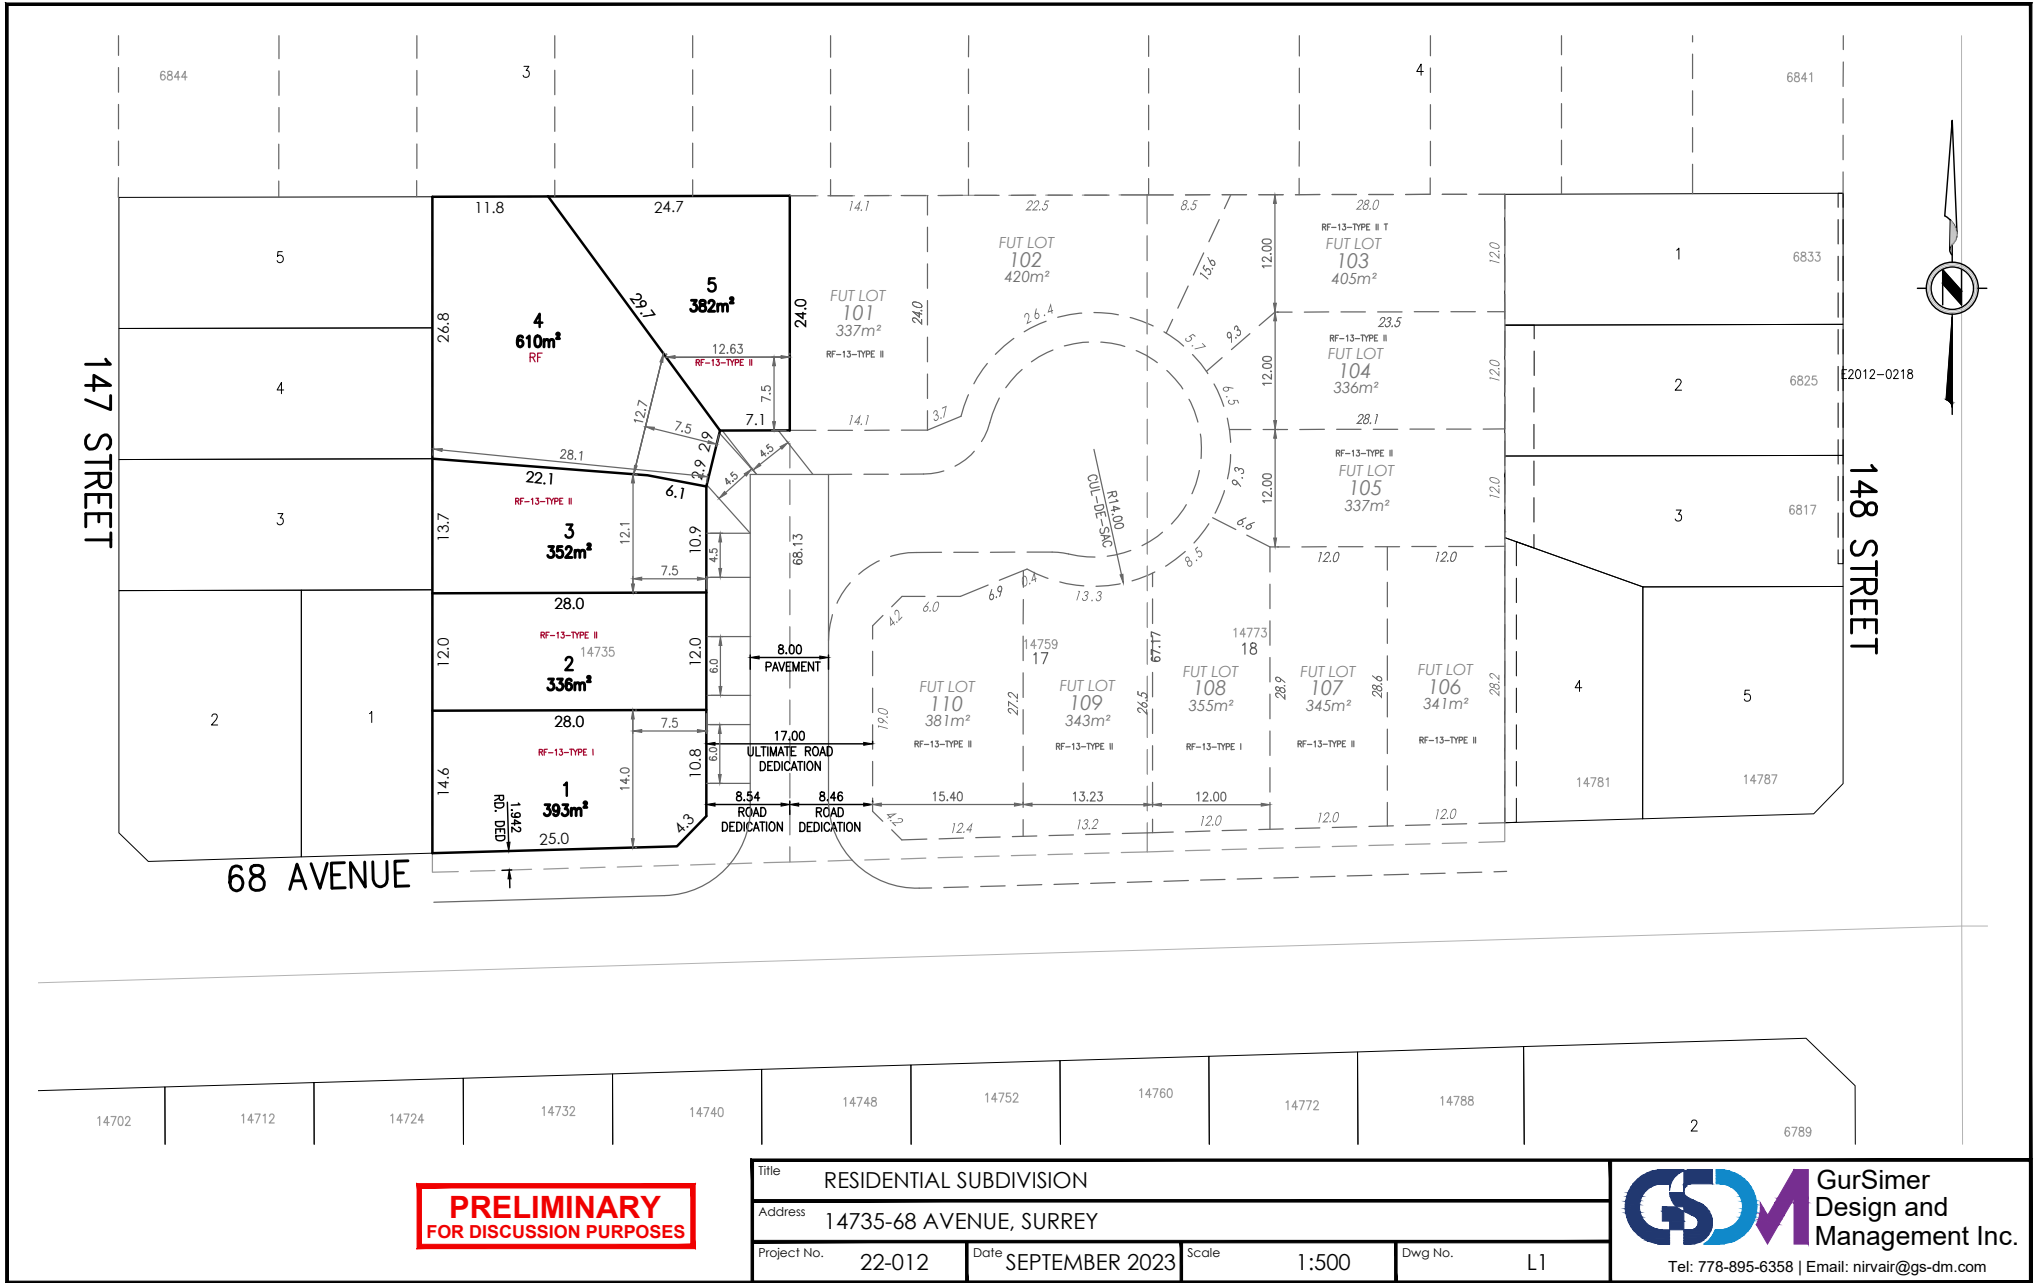 6844
3
4
6841
11.8
24.7
14.1
22.5
8.5
28.0
RF-13-TYPE II T
FUT LOT
103
405m²
12.00
12.0
5
5
382m²
FUT LOT
102
420m²
15.6
1
6833
29.7
24.0
FUT LOT
101
337m²
24.0
RF-13-TYPE II
26.8
4
610m²
RF
12.63
RF-13-TYPE II
7.5
26.4
5.7
9.3
23.5
RF-13-TYPE II
FUT LOT
104
336m²
12.00
12.0
4
2
6825
E2012-0218
147 STREET
12.7
7.5
7.1
14.1
3.7
6.5
28.1
2.9
2.9
4.5
4.5
28.1
22.1
6.1
RF-13-TYPE II
13.7
3
352m²
12.1
10.9
4.5
7.5
68.13
R14.00
CUL-DE-SAC
9.3
RF-13-TYPE II
FUT LOT
105
337m²
12.00
12.0
6.6
8.5
3
3
6817
148 STREET
12.0
12.0
28.0
RF-13-TYPE II
14735
2
336m²
12.0
12.0
6.0
8.00
PAVEMENT
4.2
6.0
6.9
0.4
13.3
14759
17
67.17
14773
18
FUT LOT
110
381m²
RF-13-TYPE II
19.0
27.2
FUT LOT
109
343m²
RF-13-TYPE II
26.5
FUT LOT
108
355m²
RF-13-TYPE I
28.9
FUT LOT
107
345m²
RF-13-TYPE II
28.6
FUT LOT
106
341m²
RF-13-TYPE II
28.2
4
5
14781
14787
2
1
28.0
7.5
RF-13-TYPE I
14.6
1
393m²
14.0
10.8
6.0
17.00
ULTIMATE ROAD
DEDICATION
8.54
ROAD
DEDICATION
8.46
ROAD
DEDICATION
1.942
RD. DED
25.0
4.3
15.40
13.23
12.00
4.2
12.4
13.2
12.0
12.0
12.0
68 AVENUE
14702
14712
14724
14732
14740
14748
14752
14760
14772
14788
2
6789
PRELIMINARY
FOR DISCUSSION PURPOSES
Title
RESIDENTIAL SUBDIVISION
Address
14735-68 AVENUE, SURREY
Project No.
22-012
Date
SEPTEMBER 2023
Scale
1:500
Dwg No.
L1
GSDM
GurSimer
Design and
Management Inc.
Tel: 778-895-6358 | Email: nirvair@gs-dm.com